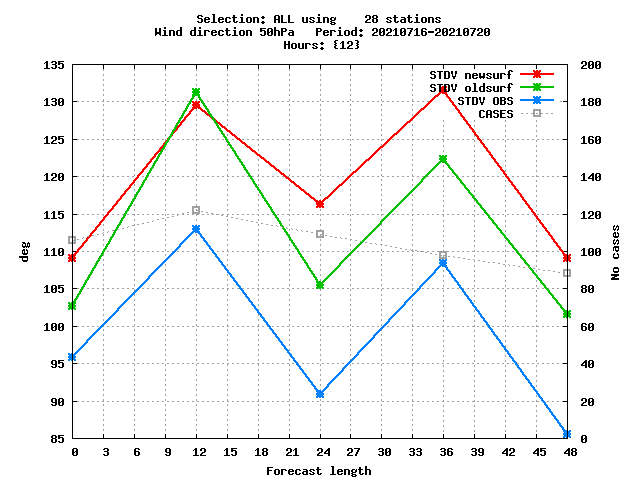 Selection: ALL using    28 stations
Wind direction 50hPa   Period: 20210716-20210720
Hours: {12}
STDV newsurf
STDV oldsurf
STDV OBS
CASES
135
130
125
120
115
110
105
100
95
90
85
deg
200
180
160
140
120
100
80
60
40
20
0
No cases
0 3 6 9 12 15 18 21 24 27 30 33 36 39 42 45 48
Forecast length